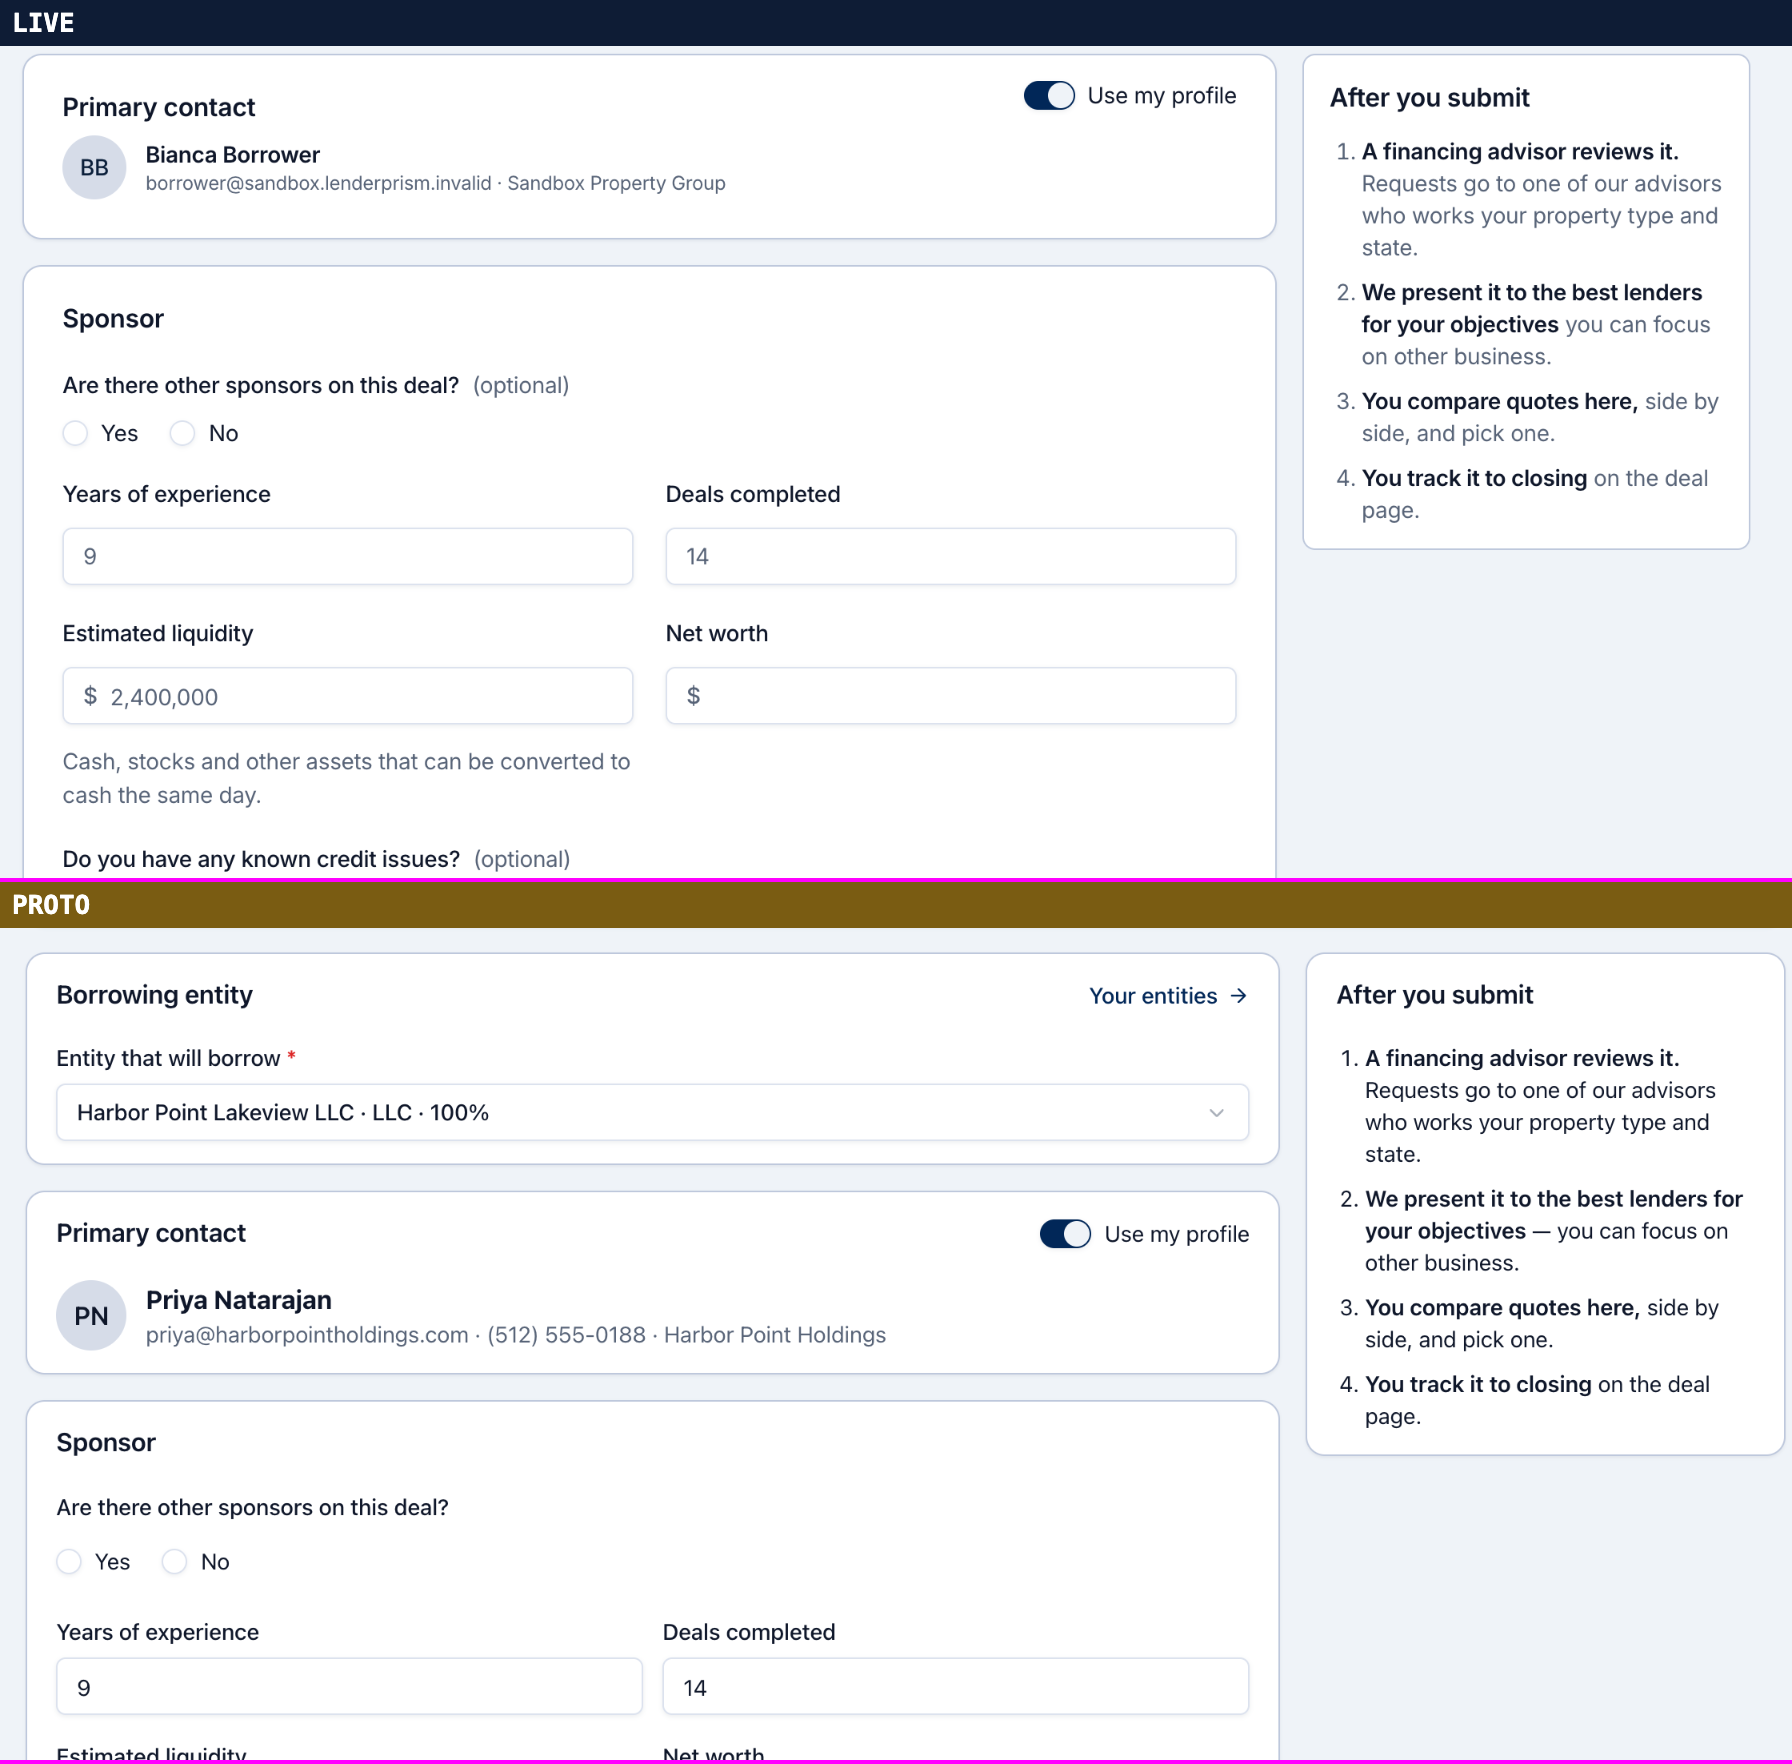 LIVE
Primary contact
Use my profile
BB
Bianca Borrower
borrower@sandbox.lenderprism.invalid · Sandbox Property Group
Sponsor
Are there other sponsors on this deal? (optional)
Yes
No
Years of experience
Deals completed
9
14
Estimated liquidity
Net worth
$ 2,400,000
$
Cash, stocks and other assets that can be converted to
cash the same day.
Do you have any known credit issues? (optional)
After you submit
1. A financing advisor reviews it.
Requests go to one of our advisors
who works your property type and
state.
2. We present it to the best lenders
for your objectives you can focus
on other business.
3. You compare quotes here, side by
side, and pick one.
4. You track it to closing on the deal
page.
PROTO
Borrowing entity
Your entities →
Entity that will borrow *
Harbor Point Lakeview LLC · LLC · 100%
Primary contact
Use my profile
PN
Priya Natarajan
priya@harborpointholdings.com · (512) 555-0188 · Harbor Point Holdings
Sponsor
Are there other sponsors on this deal?
Yes
No
Years of experience
Deals completed
9
14
Estimated liquidity
Net worth
After you submit
1. A financing advisor reviews it.
Requests go to one of our advisors
who works your property type and
state.
2. We present it to the best lenders for
your objectives — you can focus on
other business.
3. You compare quotes here, side by
side, and pick one.
4. You track it to closing on the deal
page.